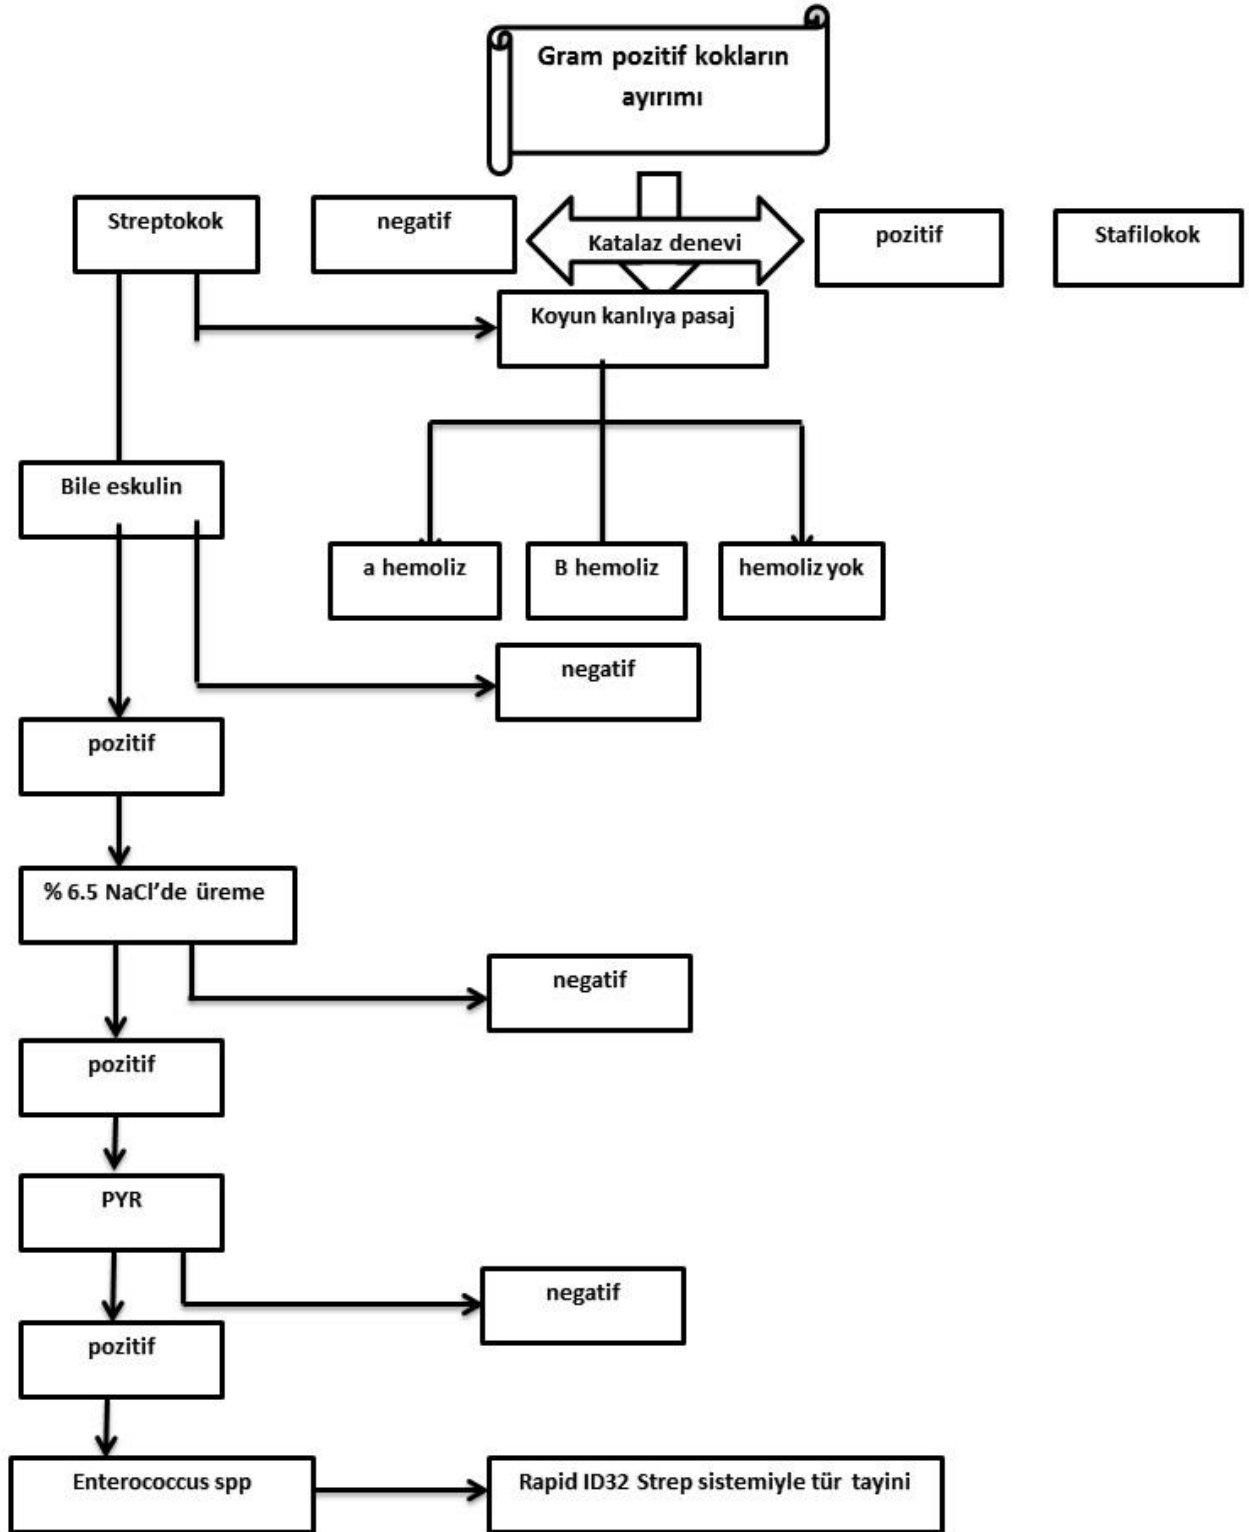 Gram pozitif kokların
ayırımı
Streptokok
negatif
Katalaz denevi
pozitif
Stafilokok
Koyun kanlıya pasaj
Bile eskulin
a hemoliz
B hemoliz
hemoliz yok
negatif
pozitif
% 6.5 NaCl’de üreme
negatif
pozitif
PYR
negatif
pozitif
Enterococcus spp
Rapid ID32 Strep sistemiyle tür tayini